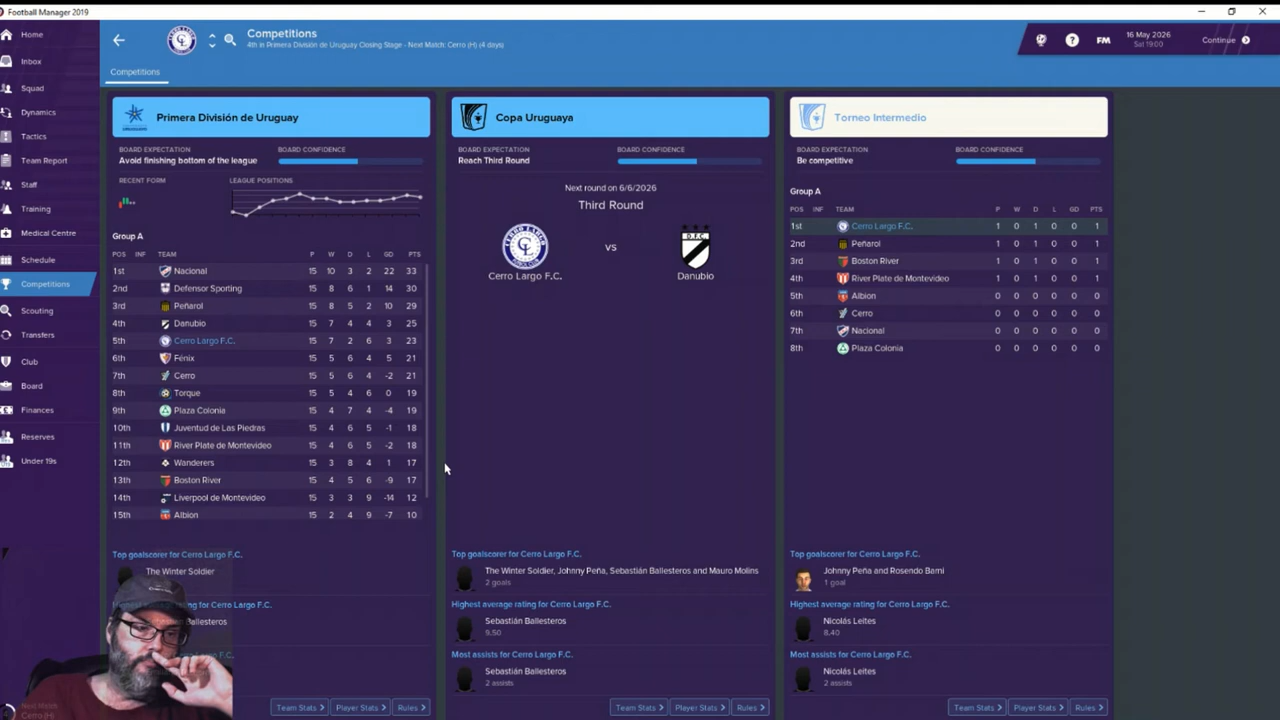 Football Manager 2019
Home
Inbox
Squad
Dynamics
Tactics
Team Report
Staff
Training
Medical Centre
Schedule
Competitions
Scouting
Transfers
Club
Board
Finances
Reserves
Under 19s
Competitions
4th in Primera División de Uruguay Closing Stage - Next Match: Cerro (H) (4 days)
FM
16 May 2026
Sat 19:00
Continue
Competitions
Primera División de Uruguay
BOARD EXPECTATION BOARD CONFIDENCE
Avoid finishing bottom of the league
RECENT FORM LEAGUE POSITIONS
Group A
POS INF TEAM P W D L GD PTS
1st Nacional 15 10 3 2 22 33
2nd Defensor Sporting 15 8 6 1 14 30
3rd Peñarol 15 8 5 2 10 29
4th Danubio 15 7 4 4 3 25
5th Cerro Largo F.C. 15 7 2 6 3 23
6th Fénix 15 5 6 4 5 21
7th Cerro 15 5 6 4 -2 21
8th Torque 15 5 4 6 0 19
9th Plaza Colonia 15 4 7 4 -4 19
10th Juventud de Las Piedras 15 4 6 5 -1 18
11th River Plate de Montevideo 15 4 6 5 -2 18
12th Wanderers 15 3 8 4 1 17
13th Boston River 15 4 5 6 -9 17
14th Liverpool de Montevideo 15 3 3 9 -14 12
15th Albion 15 2 4 9 -7 10
Top goalscorer for Cerro Largo F.C.
The Winter Soldier
average rating for Cerro Largo F.C.
Ballesteros
Team Stats Player Stats Rules
Copa Uruguaya
BOARD EXPECTATION BOARD CONFIDENCE
Reach Third Round
Next round on 6/6/2026
Third Round
Cerro Largo F.C. VS Danubio
Top goalscorer for Cerro Largo F.C.
The Winter Soldier, Johnny Peña, Sebastián Ballesteros and Mauro Molins
2 goals
Highest average rating for Cerro Largo F.C.
Sebastián Ballesteros
9.50
Most assists for Cerro Largo F.C.
Sebastián Ballesteros
2 assists
Team Stats Player Stats Rules
Torneo Intermedio
BOARD EXPECTATION BOARD CONFIDENCE
Be competitive
Group A
POS INF TEAM P W D L GD PTS
1st Cerro Largo F.C. 1 0 1 0 0 1
2nd Peñarol 1 0 1 0 0 1
3rd Boston River 1 0 1 0 0 1
4th River Plate de Montevideo 1 0 1 0 0 1
5th Albion 0 0 0 0 0 0
6th Cerro 0 0 0 0 0 0
7th Nacional 0 0 0 0 0 0
8th Plaza Colonia 0 0 0 0 0 0
Top goalscorer for Cerro Largo F.C.
Johnny Peña and Rosendo Barni
1 goal
Highest average rating for Cerro Largo F.C.
Nicolás Leites
8.40
Most assists for Cerro Largo F.C.
Nicolás Leites
2 assists
Team Stats Player Stats Rules
Next Match
Cerro (H)